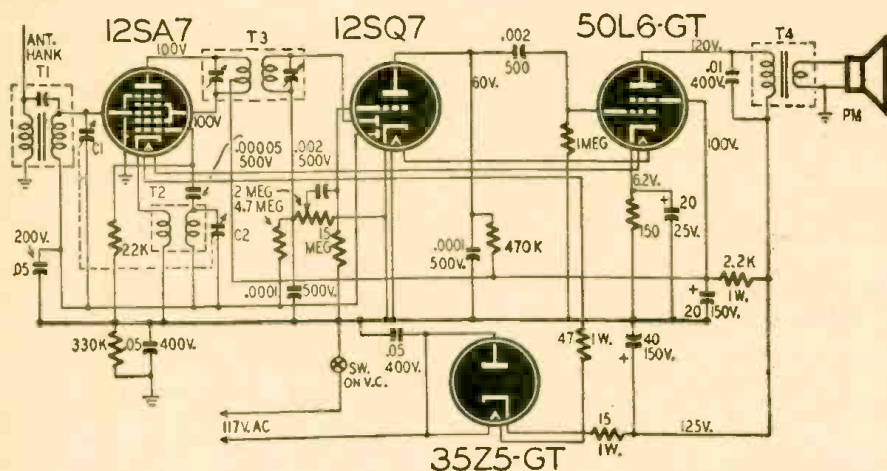 12SA7
12SQ7
50L6-GT
ANT.
HANK
T1
100V
T3
.002
500
60V.
120V.
T4
.01
400V.
PM
C1
100V
.00005
500V
.002
500V.
1MEG
100V.
T2
2 MEG
4.7 MEG
6.2V.
20
25V.
200V.
.05
22K
C2
15
MEG
.0001
500V.
470K
150
2.2K
1W.
.0001
500V.
20
150V.
330K
.05
400V.
SW.
ON V.C.
.05
400V.
47
1W.
40
150V.
117V. AC
15
1W.
125V.
35Z5-GT